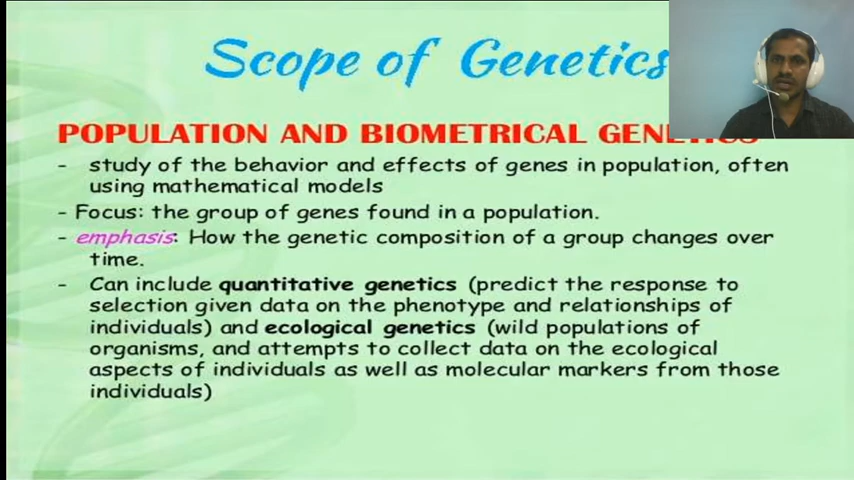 Scope of Genetics
POPULATION AND BIOMETRICAL GENETICS
- study of the behavior and effects of genes in population, often
using mathematical models
- Focus: the group of genes found in a population.
- emphasis: How the genetic composition of a group changes over
time.
- Can include quantitative genetics (predict the response to
selection given data on the phenotype and relationships of
individuals) and ecological genetics (wild populations of
organisms, and attempts to collect data on the ecological
aspects of individuals as well as molecular markers from those
individuals)